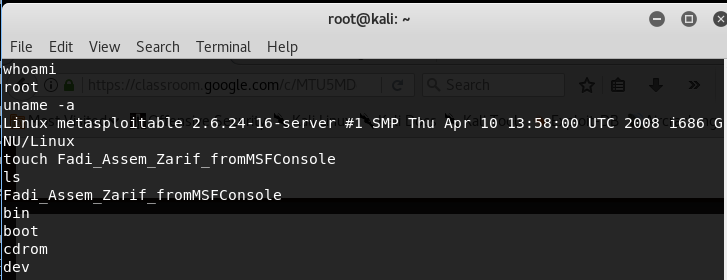 root@kali: ~
File Edit View Search Terminal Help
whoami
https://classroom.google.com/c/MTU5MD
Search
root
uname -a
Linux metasploitable 2.6.24-16-server #1 SMP Thu Apr 10 13:58:00 UTC 2008 i686 G
NU/Linux
touch Fadi_Assem_Zarif_fromMSFConsole
ls
Fadi_Assem_Zarif_fromMSFConsole
bin
boot
cdrom
dev